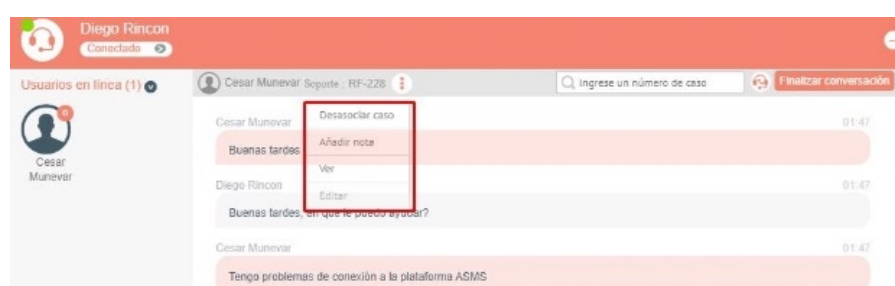 Diego Rincon
Conectado
Usuarios en línea (1)
Cesar Munevar Soporte : RF-228
Ingrese un número de caso
Finalizar conversación
0
Cesar
Munevar
Desasociar caso
Añadir nota
Ver
Editar
Cesar Munevar 01:47
Buenas tardes
Diego Rincon 01:47
Buenas tardes, en que le puedo ayudar?
Cesar Munevar 01:47
Tengo problemas de conexión a la plataforma ASMS